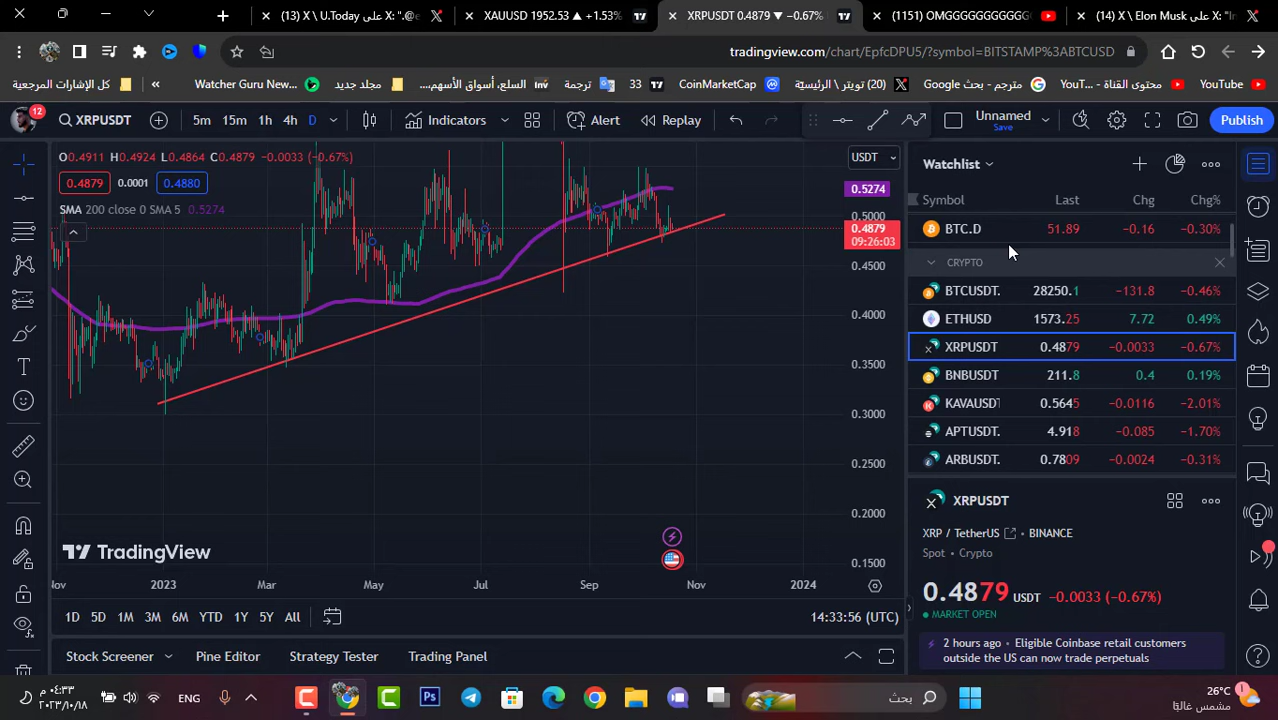 (13) X \ U.Today على X: ".@e
XAUUSD 1952.53 ▲ +1.53%
XRPUSDT 0.4879 ▼ −0.67%
(1151) OMGGGGGGGGGG
(14) X \ Elon Musk على X: "In
tradingview.com/chart/EpfcDPU5/?symbol=BITSTAMP%3ABTCUSD
كل الإشارات المرجعية
»
Watcher Guru New...
مجلد جديد
السلع، أسواق الأسهم,...
ترجمة
33
CoinMarketCap
(20) تويتر \ الرئيسيّة
مترجم - بحث Google
محتوى القناة - YouT...
YouTube
12
XRPUSDT
5m 15m 1h 4h D
Indicators
Alert
Replay
Unnamed
Save
Publish
O0.4911 H0.4924 L0.4864 C0.4879 −0.0033 (−0.67%)
0.4879 0.0001 0.4880
SMA 200 close 0 SMA 5 0.5274
USDT
0.5274
0.5000
0.4879
09:26:03
0.4500
0.4000
0.3500
0.3000
0.2500
0.2000
0.1500
TradingView
Nov 2023 Mar May Jul Sep Nov 2024
1D 5D 1M 3M 6M YTD 1Y 5Y All
14:33:56 (UTC)
Stock Screener
Pine Editor
Strategy Tester
Trading Panel
Watchlist
Symbol Last Chg Chg%
BTC.D 51.89 −0.16 −0.30%
CRYPTO
BTCUSDT. 28250.1 −131.8 −0.46%
ETHUSD 1573.25 7.72 0.49%
XRPUSDT 0.4879 −0.0033 −0.67%
BNBUSDT 211.8 0.4 0.19%
KAVAUSDT 0.5645 −0.0116 −2.01%
APTUSDT. 4.918 −0.085 −1.70%
ARBUSDT. 0.7809 −0.0024 −0.31%
XRPUSDT
XRP / TetherUS • BINANCE
Spot • Crypto
0.4879 USDT −0.0033 (−0.67%)
MARKET OPEN
2 hours ago • Eligible Coinbase retail customers
outside the US can now trade perpetuals
٠٤:٣٣ م
٢٠٢٣/١٠/١٨
ENG
Ps
بحث
26°C
مشمس غالبًا